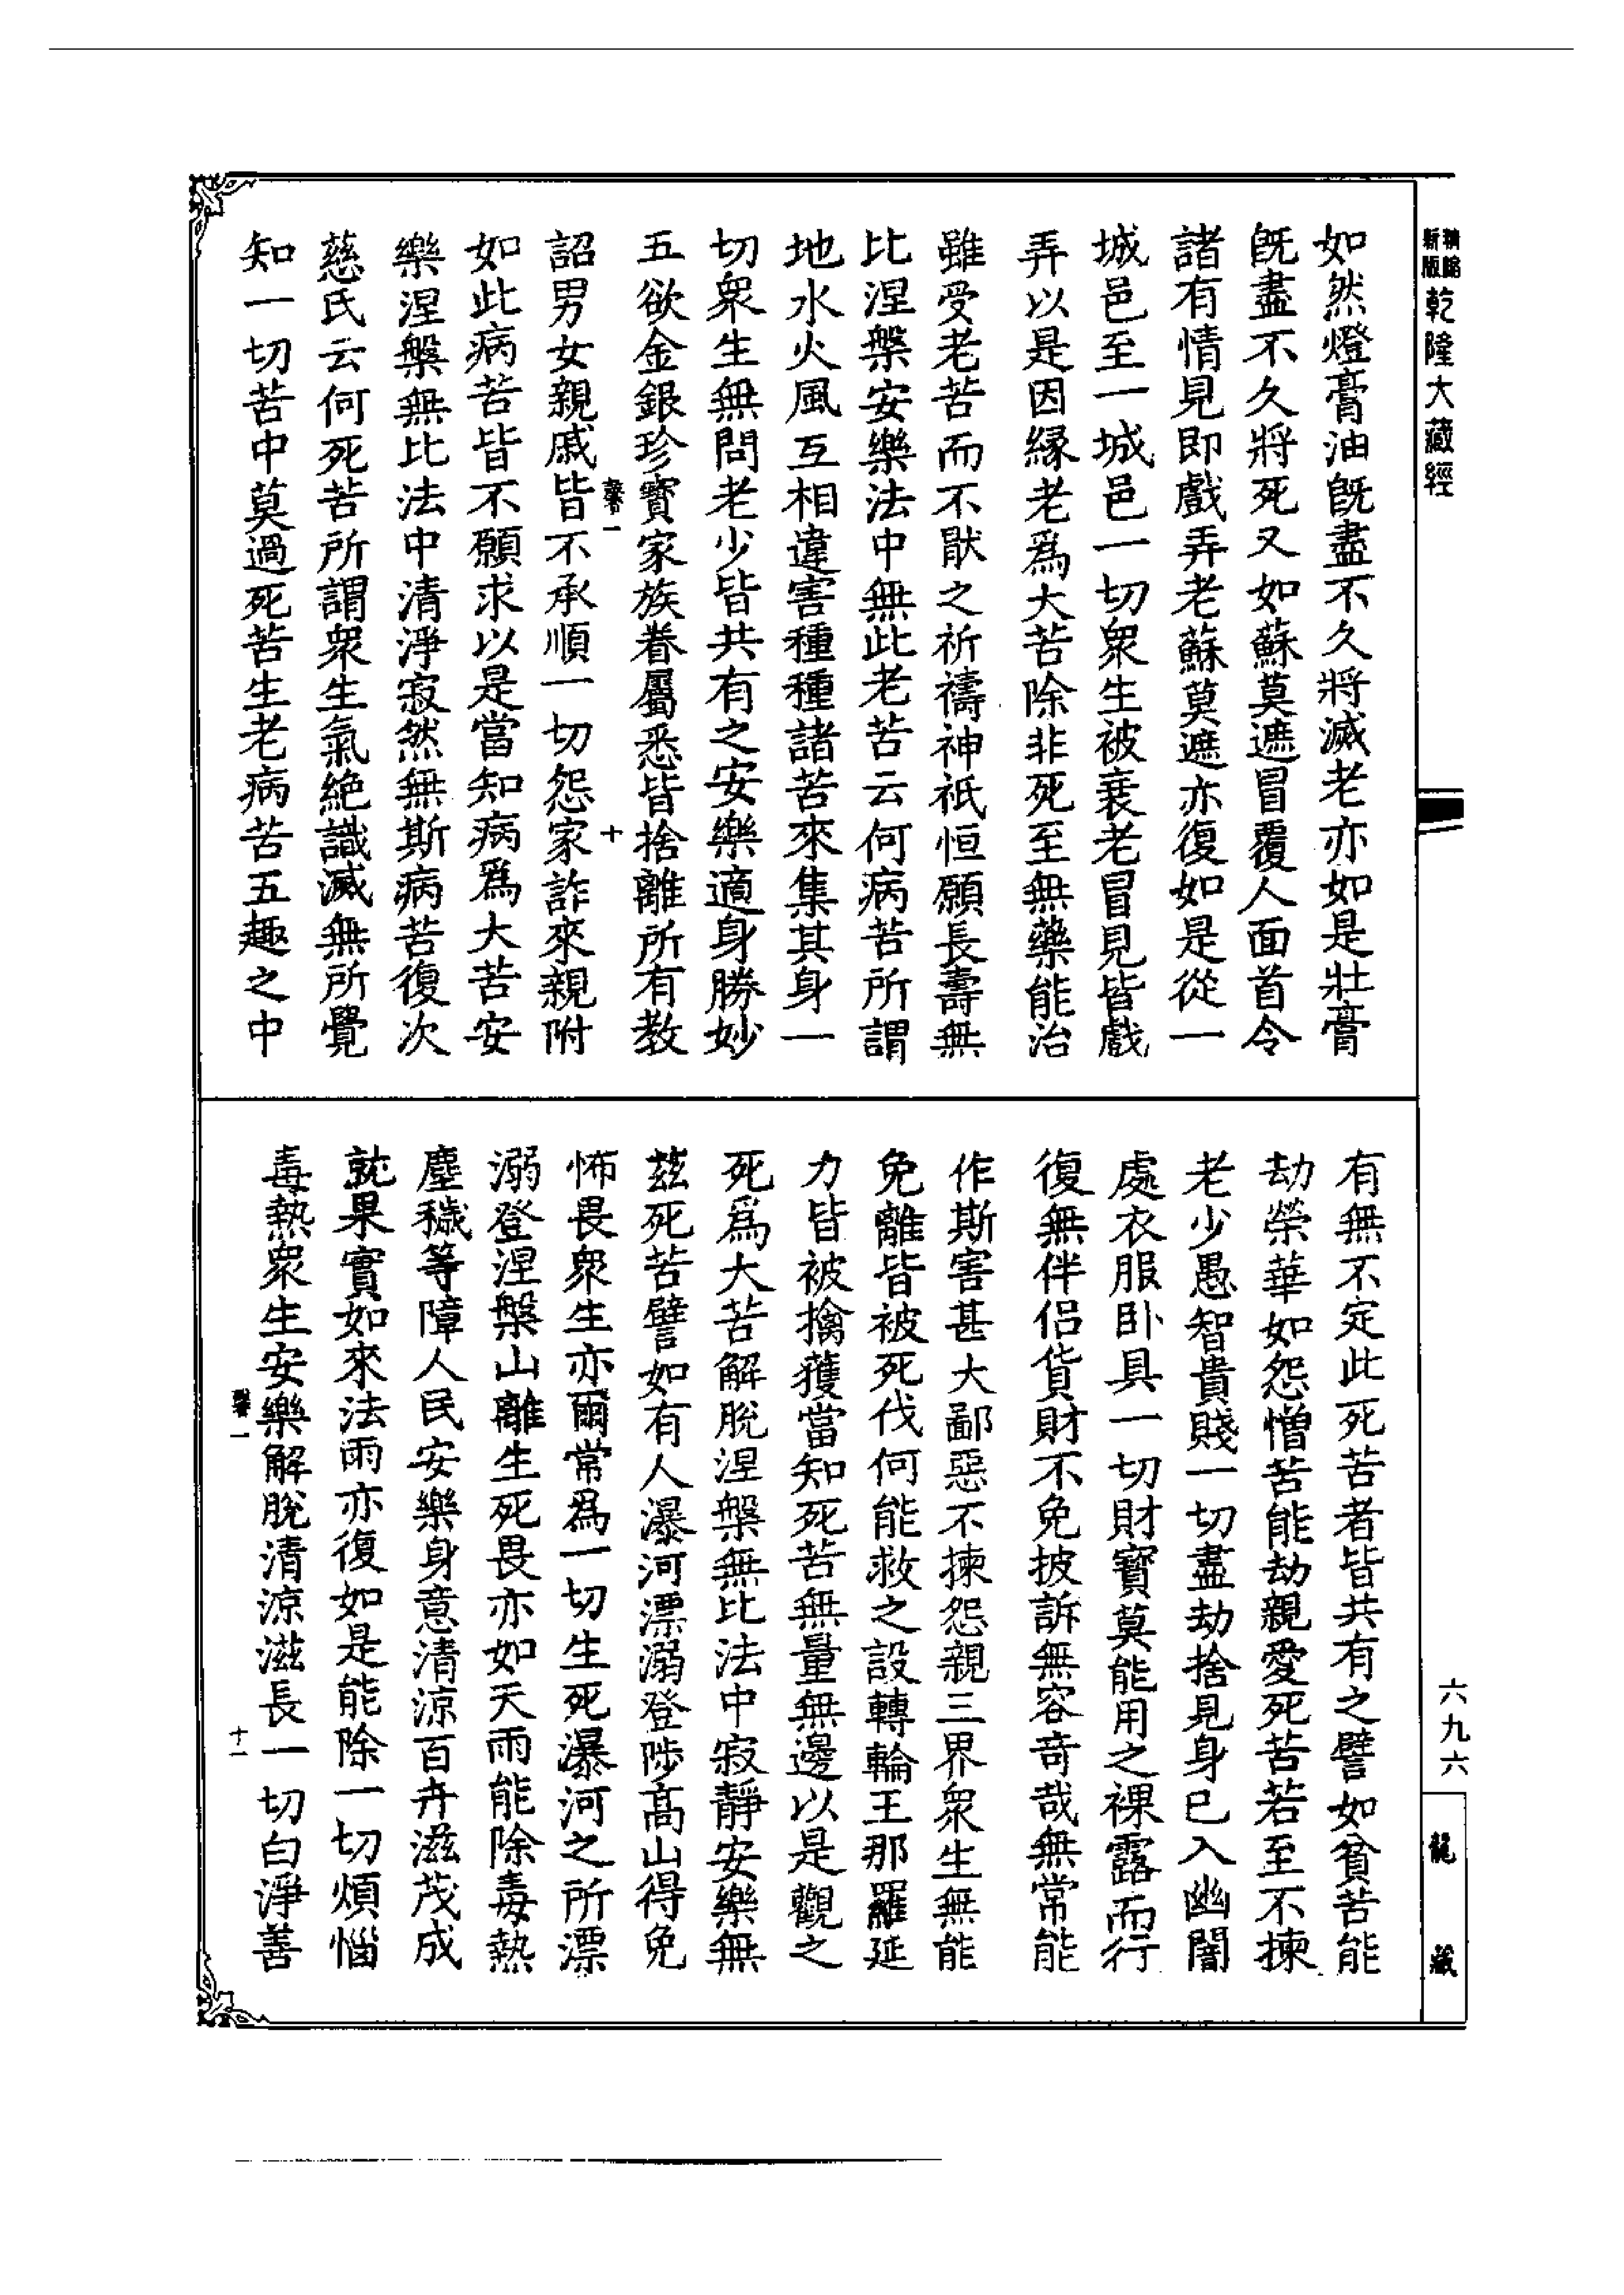 新版精縮乾隆大藏經
六九六
龍藏
如然燈膏油旣盡不久將滅老亦如是壯膏
旣盡不久將死又如蘇莫遮冒覆人面首令
諸有情見即戲弄老蘇莫遮亦復如是從一
城邑至一城邑一切衆生被衰老冒見皆戲
弄以是因緣老爲大苦除非死至無藥能治
雖受老苦而不猒之祈禱神祇恒願長壽無
比涅槃安樂法中無此老苦云何病苦所謂
地水火風互相違害種種諸苦來集其身一
切衆生無問老少皆共有之安樂適身勝妙
五欲金銀珍寶家族眷屬悉皆捨離所有教
馨一
十
詔男女親戚皆不承順一切怨家詐來親附
如此病苦皆不願求以是當知病爲大苦安
樂涅槃無比法中清淨寂然無斯病苦復次
慈氏云何死苦所謂衆生氣絶識滅無所覺
知一切苦中莫過死苦生老病苦五趣之中
有無不定此死苦者皆共有之譬如貧苦能
劫榮華如怨憎苦能劫親愛死苦若至不揀
老少愚智貴賤一切盡劫捨見身已入幽闇
處衣服卧具一切財寶莫能用之裸露而行
復無伴侶貨財不免披訴無容奇哉無常能
作斯害甚大鄙惡不揀怨親三界衆生無能
免離皆被死伐何能救之設轉輪王那羅延
力皆被擒獲當知死苦無量無邊以是觀之
死爲大苦解脫涅槃無比法中寂靜安樂無
茲死苦譬如有人瀑河漂溺登陟高山得免
怖畏衆生亦爾常爲一切生死瀑河之所漂
溺登涅槃山離生死畏亦如天雨能除毒熱
塵穢等障人民安樂身意清涼百卉滋茂成
就果實如來法雨亦復如是能除一切煩惱
毒熱衆生安樂解脫清涼滋長一切白淨善
馨一
十一